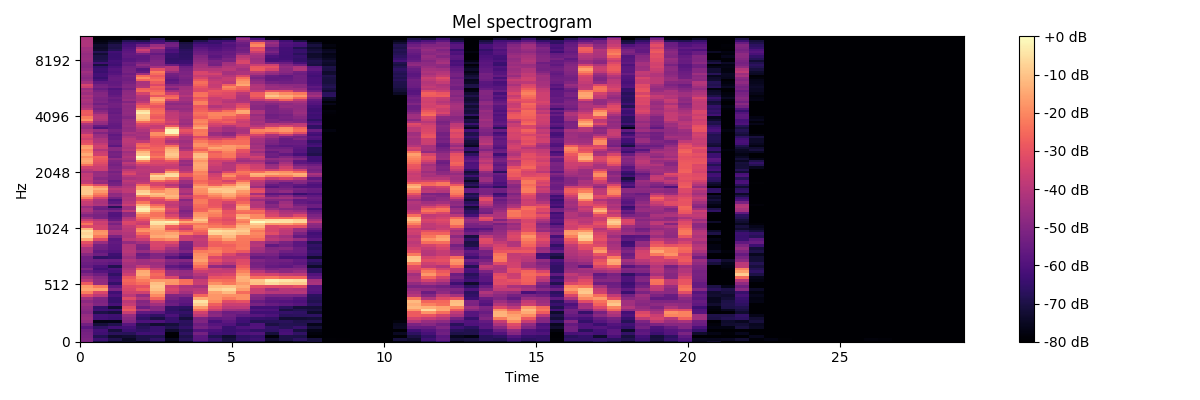 Mel spectrogram
Hz
8192
4096
2048
1024
512
0
0 5 10 15 20 25
Time
+0 dB
-10 dB
-20 dB
-30 dB
-40 dB
-50 dB
-60 dB
-70 dB
-80 dB